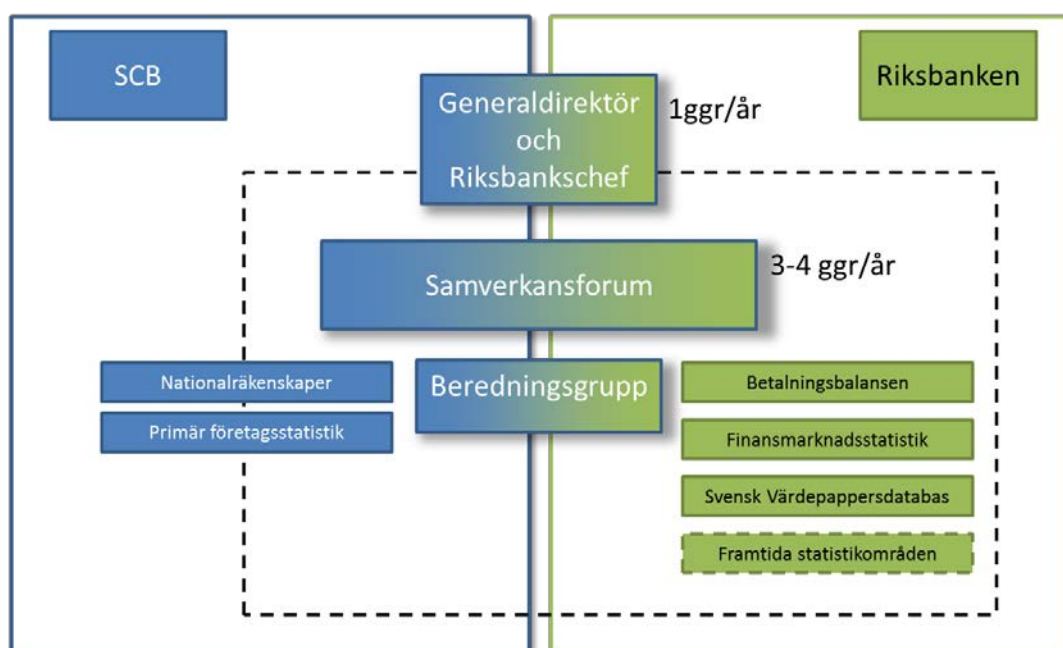 SCB
Riksbanken
Generaldirektör
och
Riksbankschef
1ggr/år
Samverkansforum
3-4 ggr/år
Nationalräkenskaper
Primär företagsstatistik
Beredningsgrupp
Betalningsbalansen
Finansmarknadsstatistik
Svensk Värdepappersdatabas
Framtida statistikområden